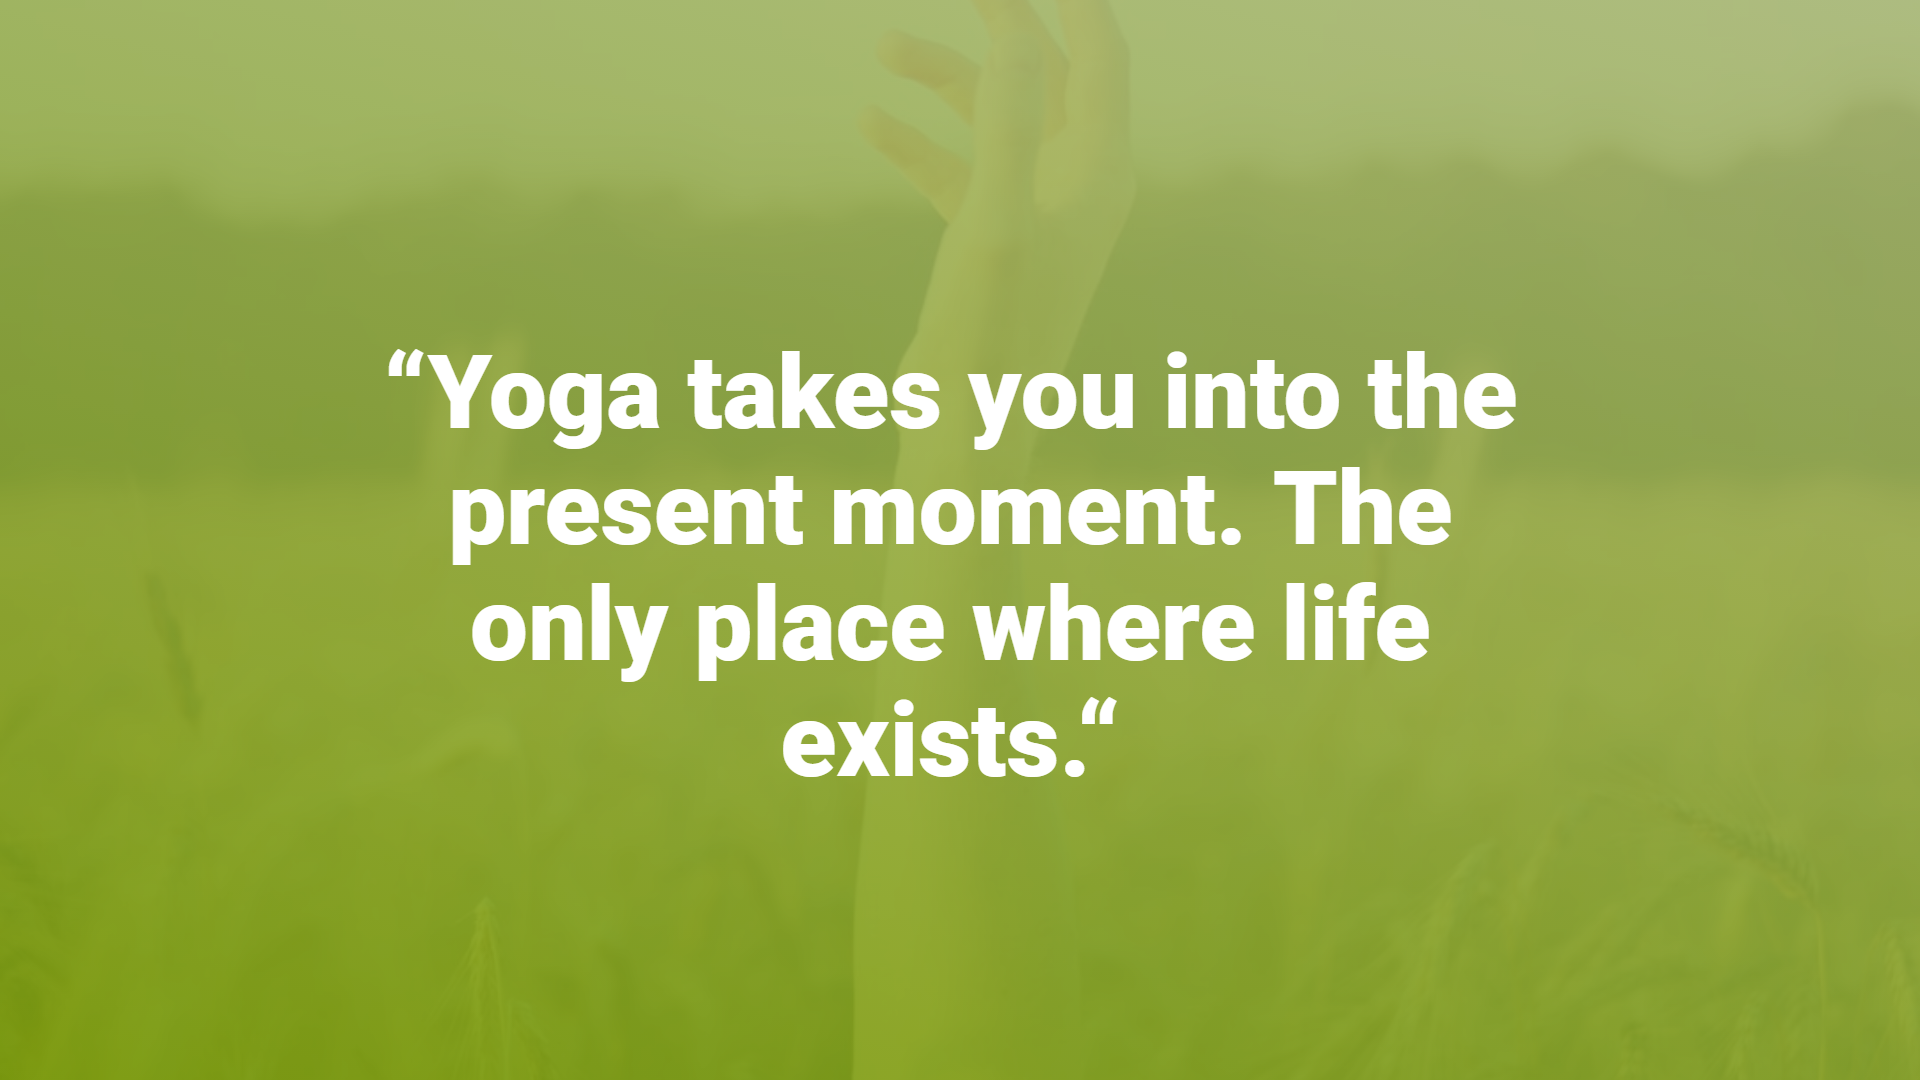 “Yoga takes you into the
present moment. The
only place where life
exists.“